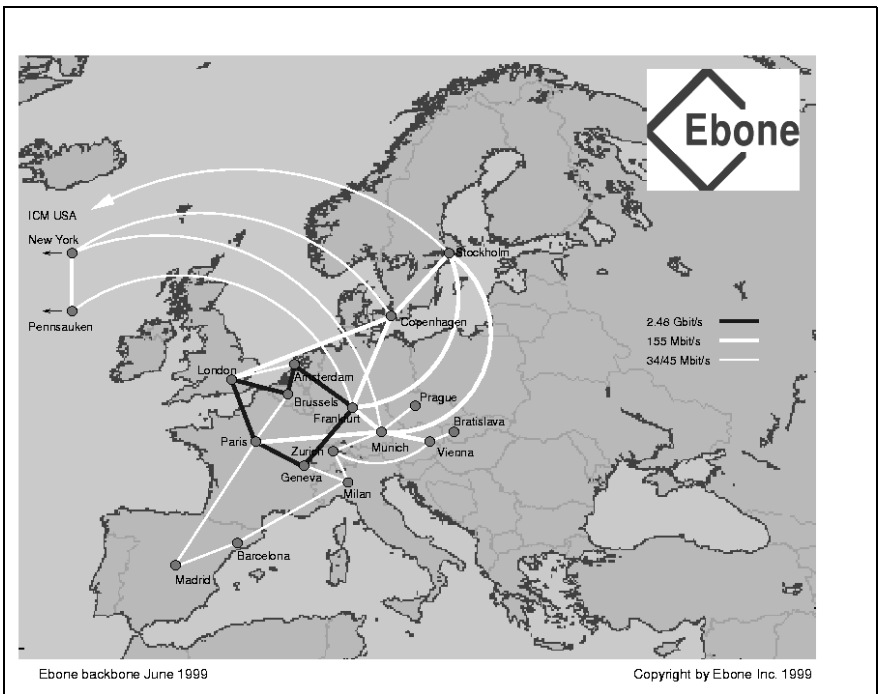 Ebone
ICM USA
New York
Stockholm
Pennsauken
Copenhagen
2.48 Gbit/s
155 Mbit/s
34/45 Mbit/s
London
Amsterdam
Brussels
Prague
Frankfurt
Bratislava
Paris
Zurich
Munich
Vienna
Geneva
Milan
Barcelona
Madrid
Ebone backbone June 1999
Copyright by Ebone Inc. 1999